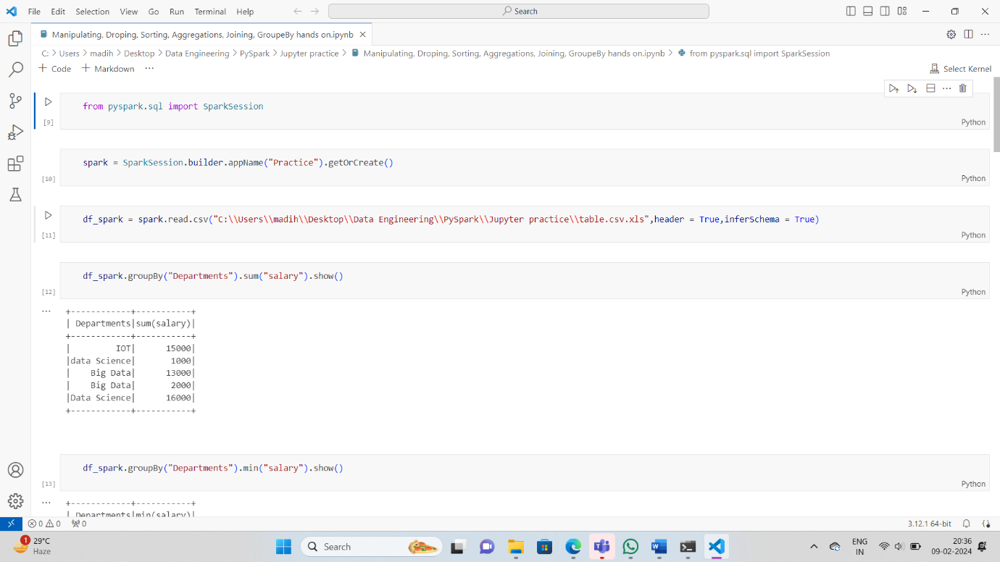 File Edit Selection View Go Run Terminal Help Search
Manipulating, Droping, Sorting, Aggregations, Joining, GroupeBy hands on.ipynb
C: > Users > madih > Desktop > Data Engineering > PySpark > Jupyter practice > Manipulating, Droping, Sorting, Aggregations, Joining, GroupeBy hands on.ipynb > from pyspark.sql import SparkSession
+ Code + Markdown ... Select Kernel
from pyspark.sql import SparkSession
[9] Python
spark = SparkSession.builder.appName("Practice").getOrCreate()
[10] Python
df_spark = spark.read.csv("C:\\Users\\madih\\Desktop\\Data Engineering\\PySpark\\Jupyter practice\\table.csv.xls",header = True,inferSchema = True)
[11] Python
df_spark.groupBy("Departments").sum("salary").show()
[12] Python
+------------+-----------+
| Departments|sum(salary)|
+------------+-----------+
|         IOT|      15000|
|data Science|       1000|
|    Big Data|      13000|
|    Big Data|       2000|
|Data Science|      16000|
+------------+-----------+
df_spark.groupBy("Departments").min("salary").show()
[13] Python
+------------+-----------+
| Departments|min(salary)|
0 0 0 3.12.1 64-bit
1 29°C Search ENG 20:36
Haze IN 09-02-2024